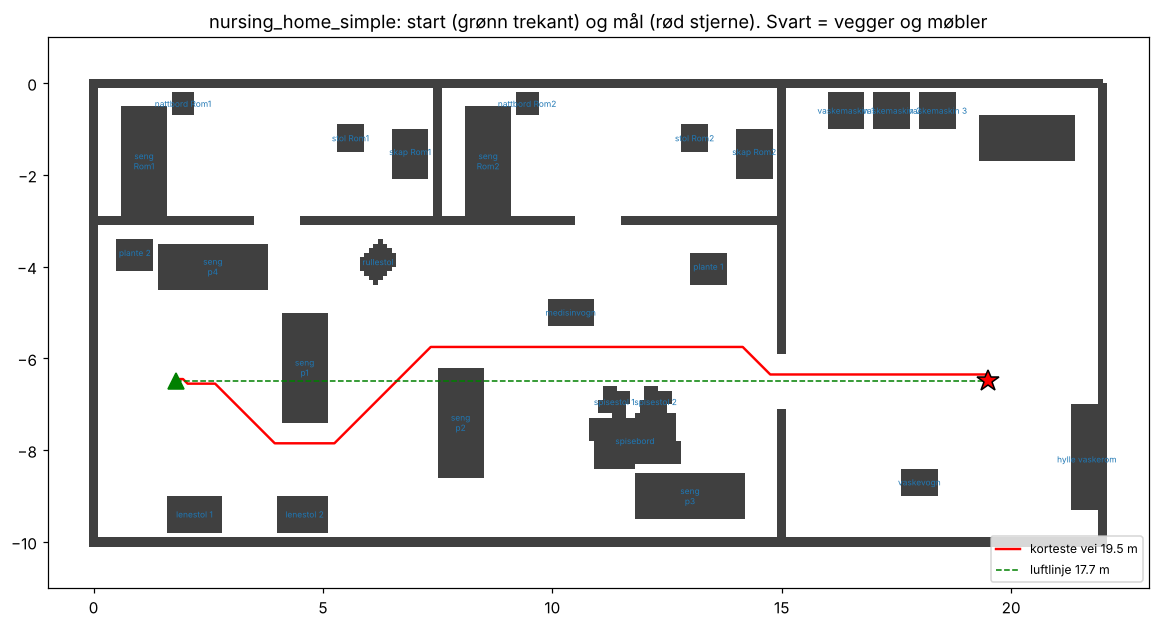 nursing_home_simple: start (grønn trekant) og mål (rød stjerne). Svart = vegger og møbler
0
−2
−4
−6
−8
−10
nattbord Rom1
nattbord Rom2
vaskemaskin
vaskemaskin 3
stol Rom1
skap Rom1
stol Rom2
skap Rom2
seng
Rom1
seng
Rom2
plante 2
seng
p4
rullestol
plante 1
medisinvogn
seng
p1
spisestol 1
spisestol 2
seng
p2
spisebord
hylle vaskerom
seng
p3
vaskevogn
lenestol 1
lenestol 2
korteste vei 19.5 m
luftlinje 17.7 m
0
5
10
15
20